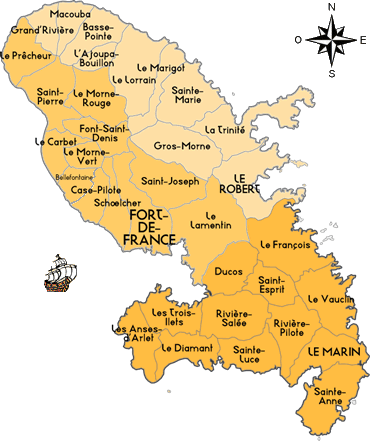 Macouba
Grand'Rivière
Basse-
Pointe
Le Prêcheur
L'Ajoupa-
Bouillon
Le Marigot
Le Lorrain
Sainte-
Marie
Saint-
Pierre
Le Morne-
Rouge
La Trinité
Font-Saint-
Denis
Le Carbet
Le Morne-
Vert
Gros-Morne
Bellefontaine
Case-Pilote
Saint-Joseph
LE
ROBERT
Schœlcher
FORT-
DE-
FRANCE
Le
Lamentin
Le François
Ducos
Saint-
Esprit
Le Vauclin
Les Trois-
Ilets
Rivière-
Salée
Rivière-
Pilote
Les Anses-
d'Arlet
Le Diamant
Sainte-
Luce
LE MARIN
Sainte-
Anne
N
O
E
S